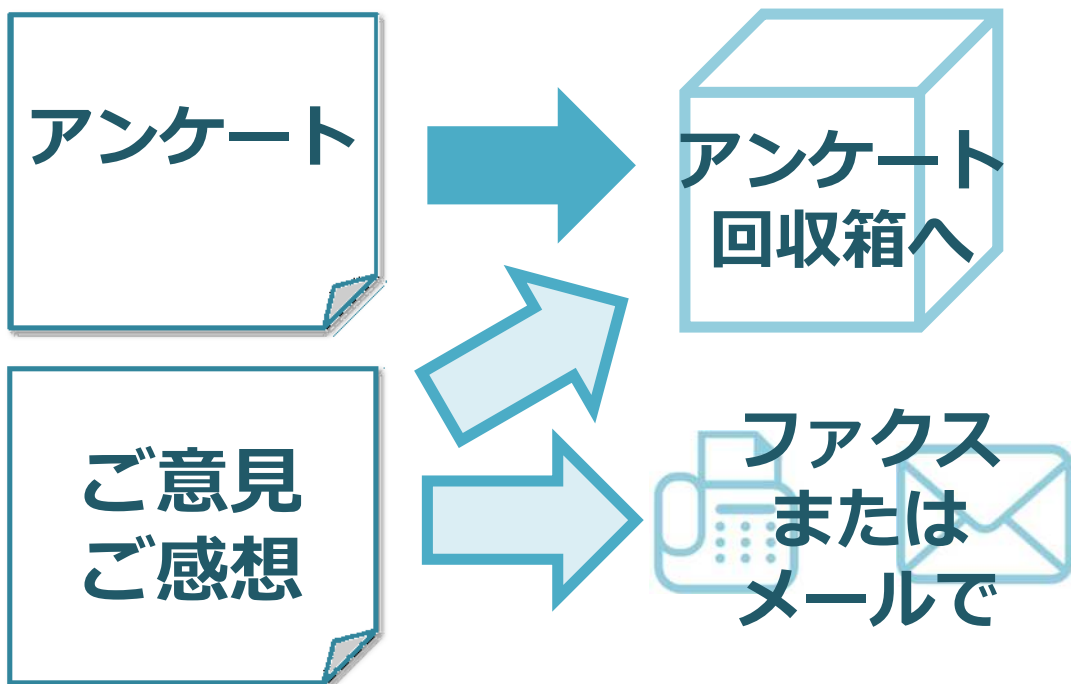 アンケート
アンケート
回収箱へ
ご意見
ご感想
ファクス
または
メールで